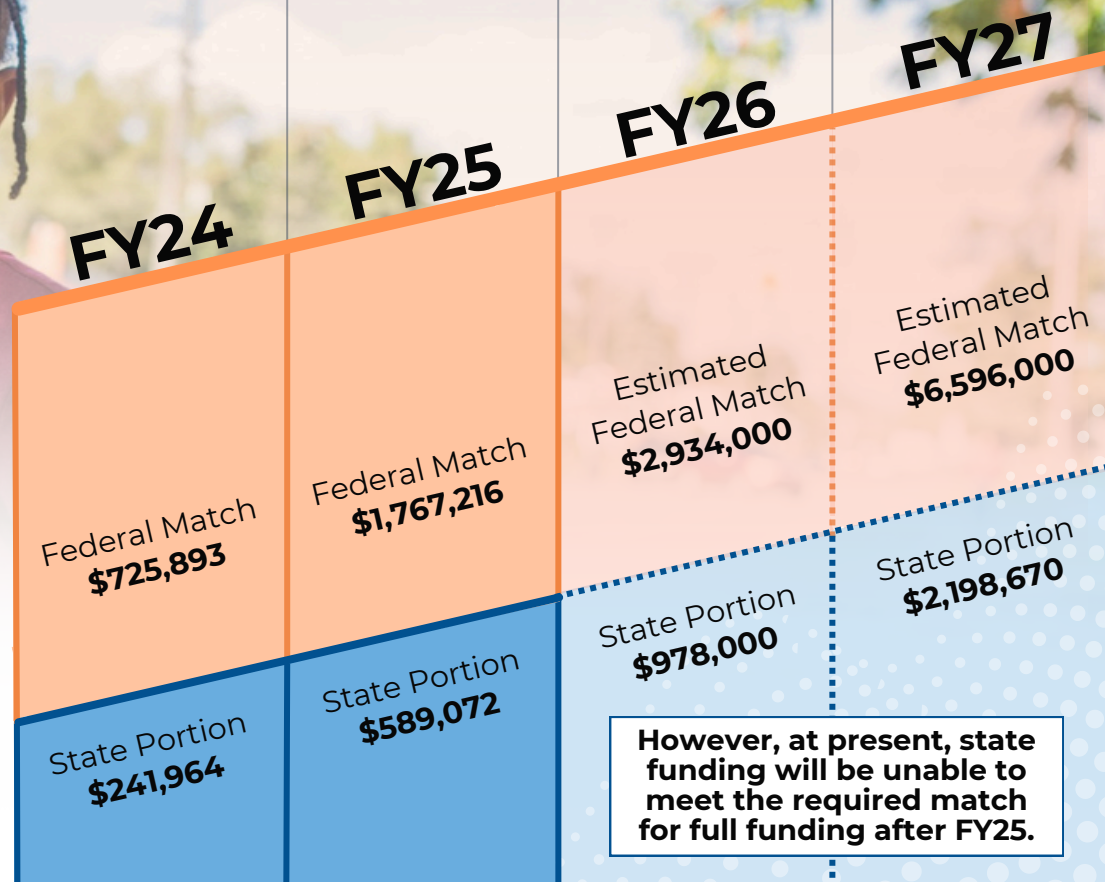 FY24
Federal Match
$725,893
State Portion
$241,964
FY25
Federal Match
$1,767,216
State Portion
$589,072
FY26
Estimated
Federal Match
$2,934,000
State Portion
$978,000
FY27
Estimated
Federal Match
$6,596,000
State Portion
$2,198,670
However, at present, state
funding will be unable to
meet the required match
for full funding after FY25.